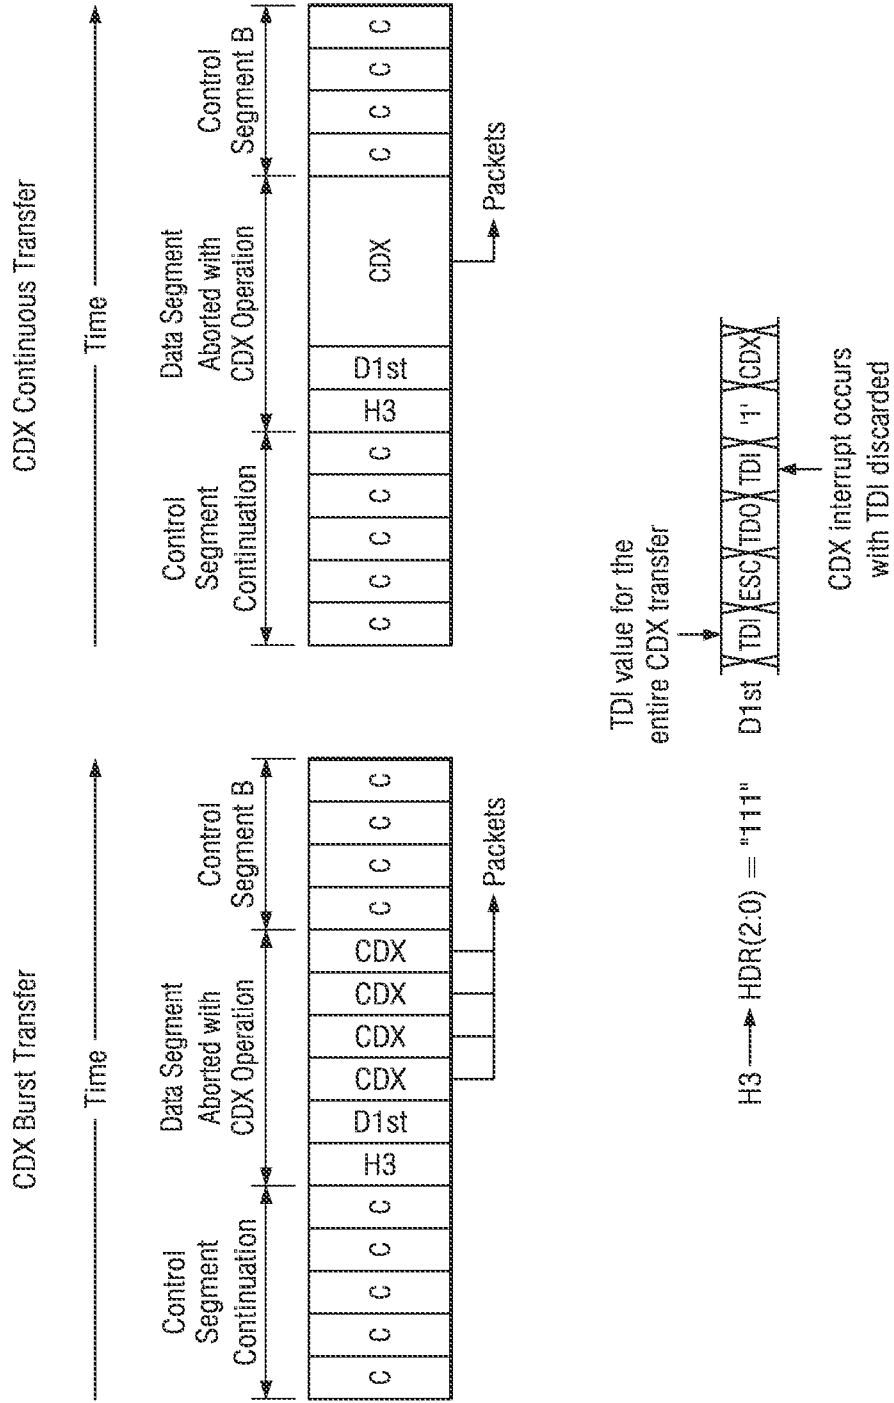 CDX Burst Transfer
Time
Control
Segment
Continuation
Data Segment
Aborted with
CDX Operation
Control
Segment B
C C C C C H3 D1st CDX CDX CDX CDX C C C C
Packets
CDX Continuous Transfer
Time
Control
Segment
Continuation
Data Segment
Aborted with
CDX Operation
Control
Segment B
C C C C C H3 D1st CDX C C C C
Packets
TDI value for the
entire CDX transfer
H3 HDR(2:0) = "111" D1st TDI ESC TDO TDI '1' CDX
CDX interrupt occurs
with TDI discarded